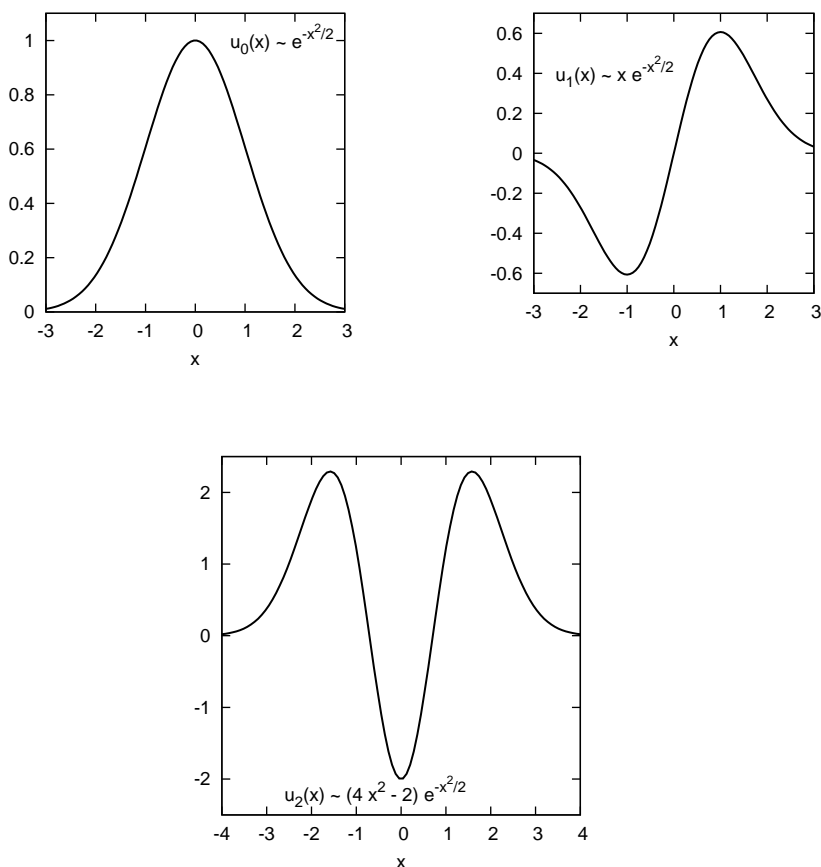 u₀(x) ~ e^{-x²/2}
1
0.8
0.6
0.4
0.2
0
-3 -2 -1 0 1 2 3
x
u₁(x) ~ x e^{-x²/2}
0.6
0.4
0.2
0
-0.2
-0.4
-0.6
-3 -2 -1 0 1 2 3
x
2
1
0
-1
-2
u₂(x) ~ (4 x² - 2) e^{-x²/2}
-4 -3 -2 -1 0 1 2 3 4
x